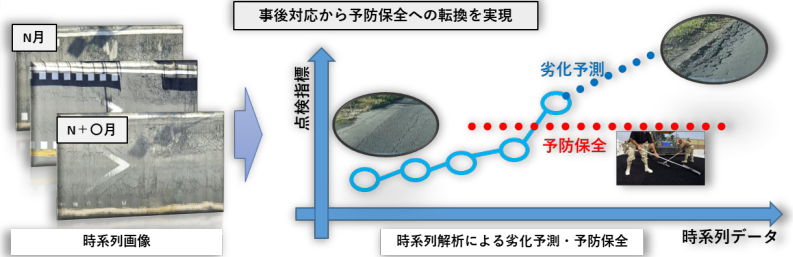 事後対応から予防保全への転換を実現
N月
N+〇月
時系列画像
点検指標
劣化予測
予防保全
時系列データ
時系列解析による劣化予測・予防保全